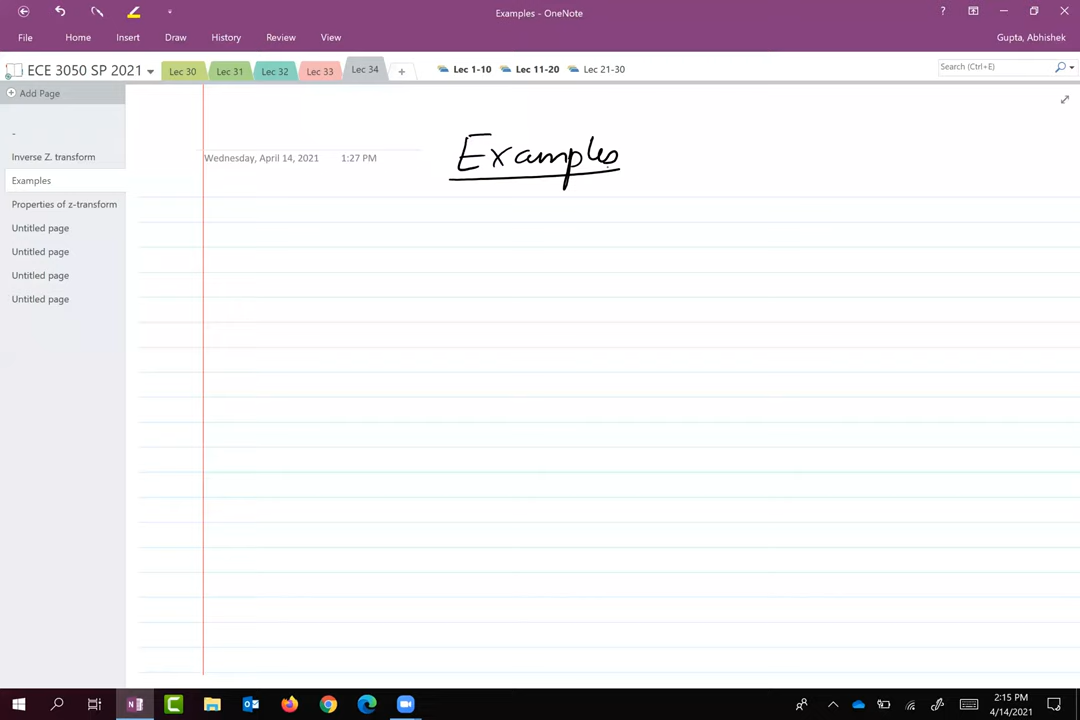 Examples - OneNote
?
File Home Insert Draw History Review View
Gupta, Abhishek
ECE 3050 SP 2021
Lec 30 Lec 31 Lec 32 Lec 33 Lec 34 +
Lec 1-10 Lec 11-20 Lec 21-30
Search (Ctrl+E)
Add Page
-
Inverse Z. transform
Examples
Properties of z-transform
Untitled page
Untitled page
Untitled page
Untitled page
Wednesday, April 14, 2021 1:27 PM
Examples
2:15 PM
4/14/2021